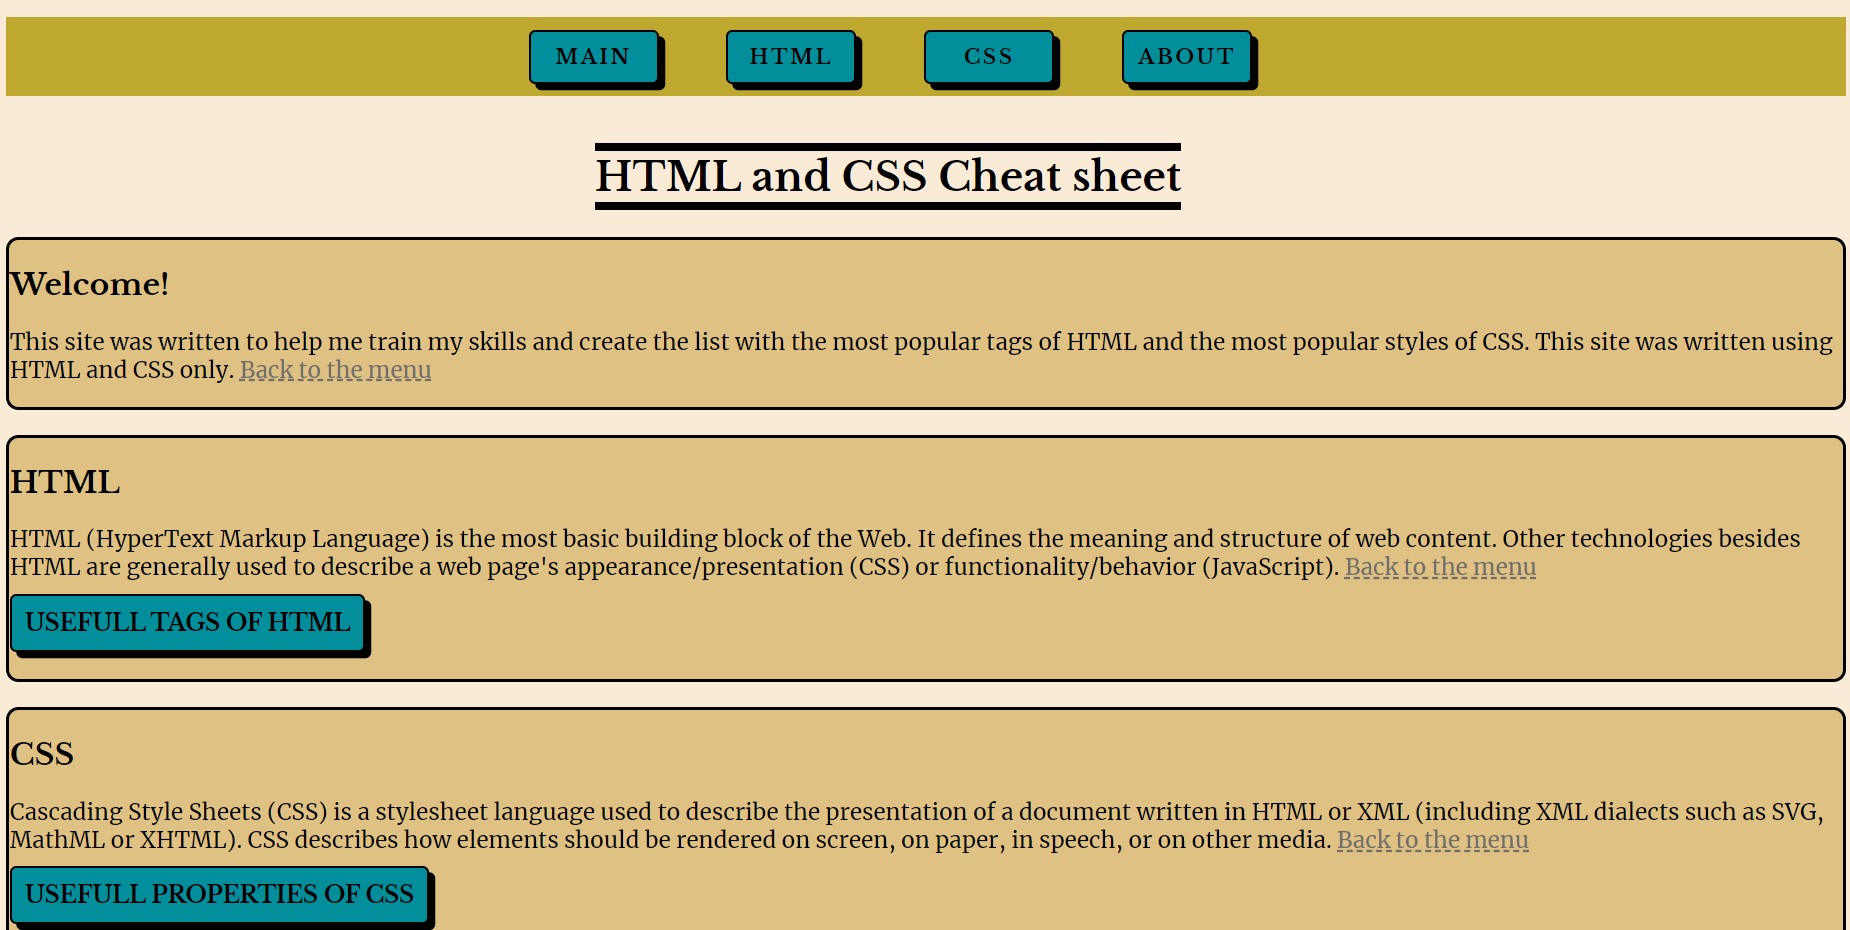 MAIN HTML CSS ABOUT
HTML and CSS Cheat sheet
Welcome!
This site was written to help me train my skills and create the list with the most popular tags of HTML and the most popular styles of CSS. This site was written using
HTML and CSS only. Back to the menu
HTML
HTML (HyperText Markup Language) is the most basic building block of the Web. It defines the meaning and structure of web content. Other technologies besides
HTML are generally used to describe a web page's appearance/presentation (CSS) or functionality/behavior (JavaScript). Back to the menu
USEFULL TAGS OF HTML
CSS
Cascading Style Sheets (CSS) is a stylesheet language used to describe the presentation of a document written in HTML or XML (including XML dialects such as SVG,
MathML or XHTML). CSS describes how elements should be rendered on screen, on paper, in speech, or on other media. Back to the menu
USEFULL PROPERTIES OF CSS